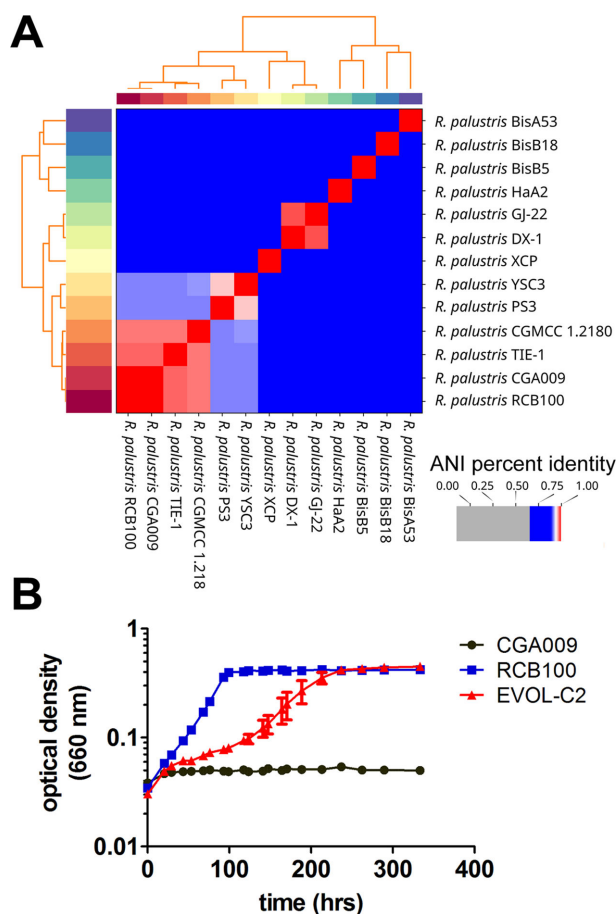 A
R. palustris BisA53
R. palustris BisB18
R. palustris BisB5
R. palustris HaA2
R. palustris GJ-22
R. palustris DX-1
R. palustris XCP
R. palustris YSC3
R. palustris PS3
R. palustris CGMCC 1.2180
R. palustris TIE-1
R. palustris CGA009
R. palustris RCB100
R. palustris RCB100
R. palustris CGA009
R. palustris TIE-1
R. palustris CGMCC 1.218
R. palustris PS3
R. palustris YSC3
R. palustris XCP
R. palustris DX-1
R. palustris GJ-22
R. palustris HaA2
R. palustris BisB5
R. palustris BisB18
R. palustris BisA53
ANI percent identity
0.00 0.25 0.50 0.75 1.00
B
optical density
(660 nm)
1
0.1
0.01
0 100 200 300 400
time (hrs)
CGA009
RCB100
EVOL-C2